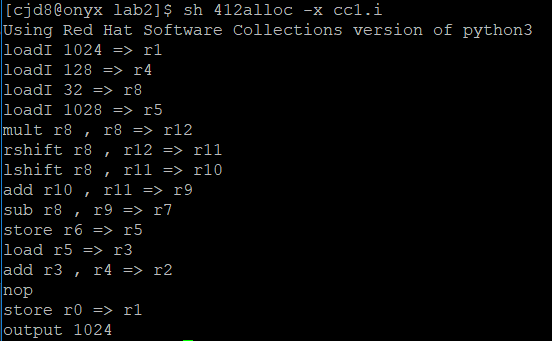 [cjd8@onyx lab2]$ sh 412alloc -x cc1.i
Using Red Hat Software Collections version of python3
loadI 1024 => r1
loadI 128 => r4
loadI 32 => r8
loadI 1028 => r5
mult r8 , r8 => r12
rshift r8 , r12 => r11
lshift r8 , r11 => r10
add r10 , r11 => r9
sub r8 , r9 => r7
store r6 => r5
load r5 => r3
add r3 , r4 => r2
nop
store r0 => r1
output 1024